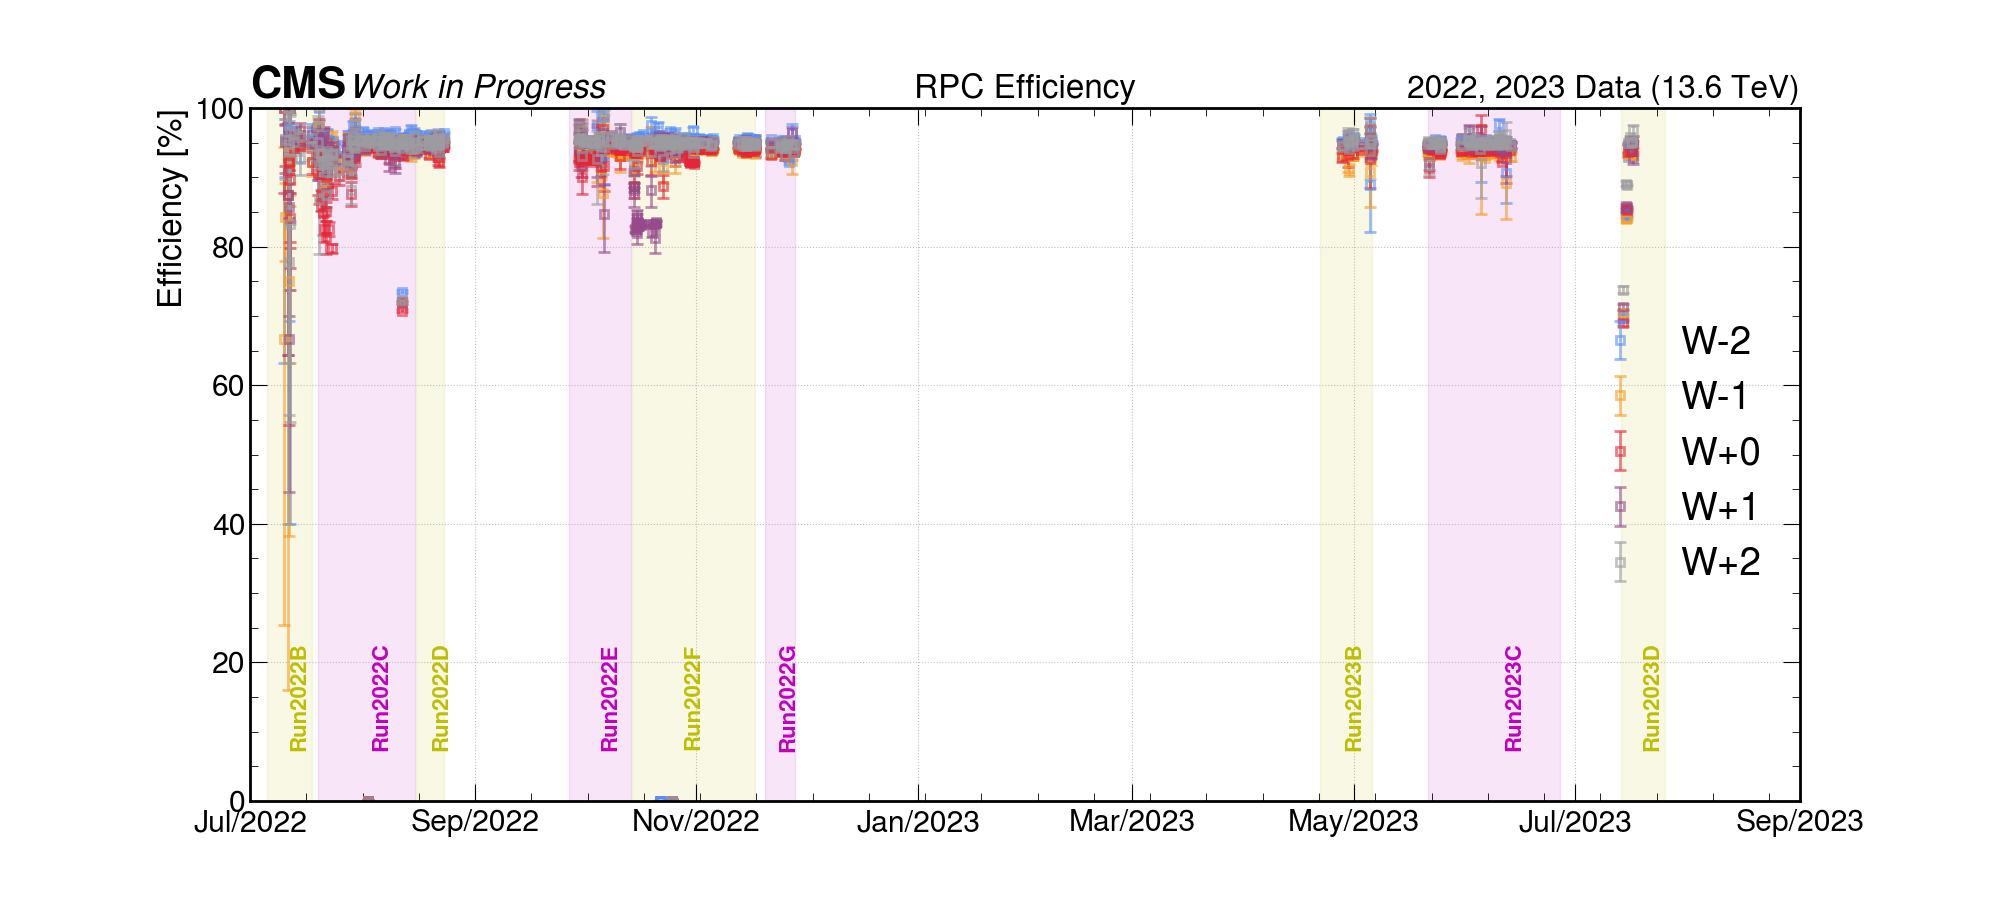 CMS Work in Progress RPC Efficiency 2022, 2023 Data (13.6 TeV)
Efficiency [%]
100
80
60
40
20
0
W-2
W-1
W+0
W+1
W+2
Run2022B
Run2022C
Run2022D
Run2022E
Run2022F
Run2022G
Run2023B
Run2023C
Run2023D
Jul/2022 Sep/2022 Nov/2022 Jan/2023 Mar/2023 May/2023 Jul/2023 Sep/2023